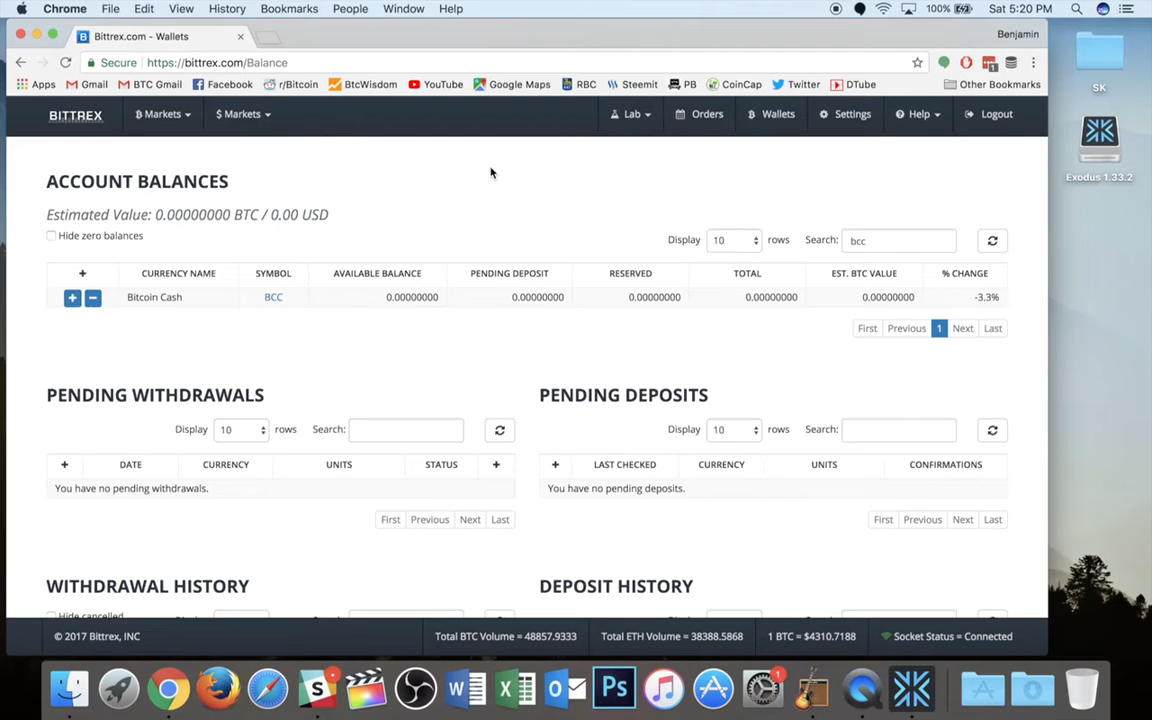 Chrome File Edit View History Bookmarks People Window Help 100% Sat 5:20 PM
Bittrex.com - Wallets Benjamin
Secure https://bittrex.com/Balance
Apps Gmail BTC Gmail Facebook r/Bitcoin BtcWisdom YouTube Google Maps RBC Steemit PB CoinCap Twitter DTube Other Bookmarks
SK
BITTREX ฿ Markets $ Markets Lab Orders ฿ Wallets Settings Help Logout
Exodus 1.33.2
ACCOUNT BALANCES
Estimated Value: 0.00000000 BTC / 0.00 USD
Hide zero balances Display 10 rows Search: bcc
+ CURRENCY NAME SYMBOL AVAILABLE BALANCE PENDING DEPOSIT RESERVED TOTAL EST. BTC VALUE % CHANGE
+ - Bitcoin Cash BCC 0.00000000 0.00000000 0.00000000 0.00000000 0.00000000 -3.3%
First Previous 1 Next Last
PENDING WITHDRAWALS
Display 10 rows Search:
+ DATE CURRENCY UNITS STATUS +
You have no pending withdrawals.
First Previous Next Last
PENDING DEPOSITS
Display 10 rows Search:
+ LAST CHECKED CURRENCY UNITS CONFIRMATIONS
You have no pending deposits.
First Previous Next Last
WITHDRAWAL HISTORY
Hide cancelled
DEPOSIT HISTORY
© 2017 Bittrex, INC Total BTC Volume = 48857.9333 Total ETH Volume = 38388.5868 1 BTC = $4310.7188 Socket Status = Connected
S W X O Ps 1